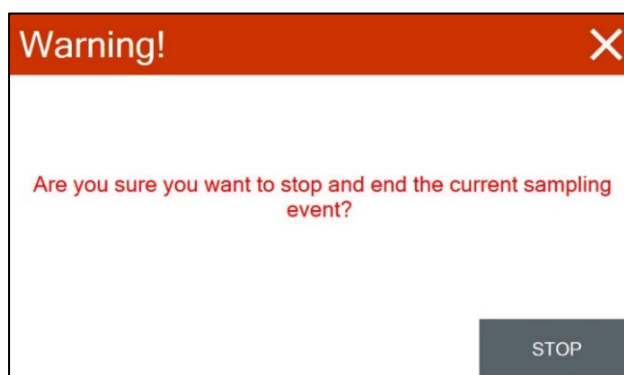 Warning!
Are you sure you want to stop and end the current sampling
event?
STOP